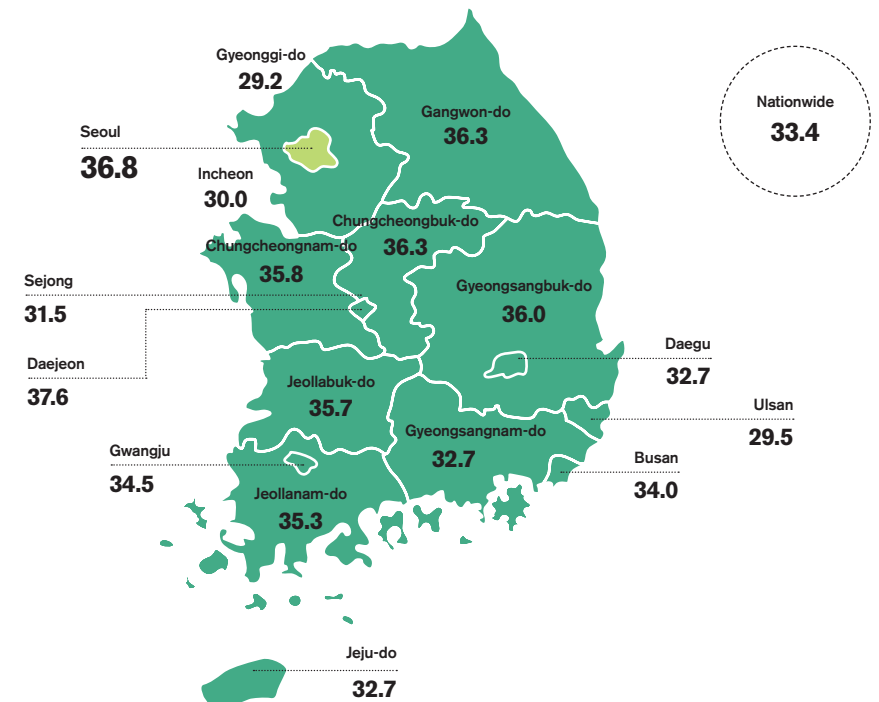 Gyeonggi-do
29.2
Nationwide
33.4
Gangwon-do
36.3
Seoul
36.8
Incheon
30.0
Chungcheongbuk-do
36.3
Chungcheongnam-do
35.8
Sejong
31.5
Gyeongsangbuk-do
36.0
Daegu
32.7
Daejeon
37.6
Jeollabuk-do
35.7
Ulsan
29.5
Gyeongsangnam-do
32.7
Gwangju
34.5
Busan
34.0
Jeollanam-do
35.3
Jeju-do
32.7